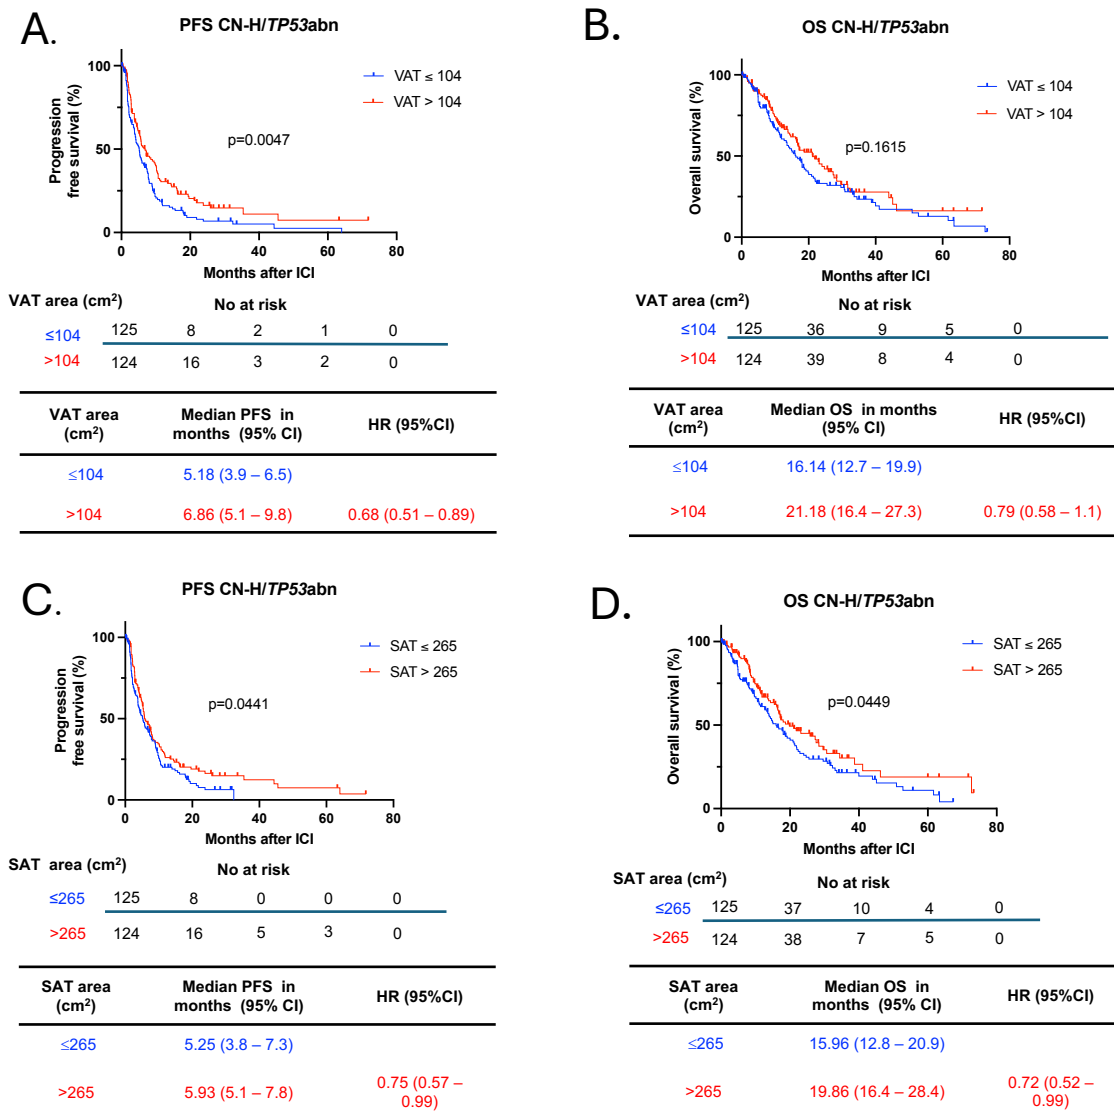 A.
PFS CN-H/TP53abn
Progression
free survival (%)
100
50
0
0 20 40 60 80
Months after ICI
VAT ≤ 104
VAT > 104
p=0.0047
VAT area (cm2)
No at risk
≤104 125 8 2 1 0
>104 124 16 3 2 0
VAT area
(cm2)
Median PFS in
months (95% CI)
HR (95%CI)
≤104 5.18 (3.9 – 6.5)
>104 6.86 (5.1 – 9.8) 0.68 (0.51 – 0.89)
B.
OS CN-H/TP53abn
Overall survival (%)
100
50
0
0 20 40 60 80
Months after ICI
VAT ≤ 104
VAT > 104
p=0.1615
VAT area (cm2)
No at risk
≤104 125 36 9 5 0
>104 124 39 8 4 0
VAT area
(cm2)
Median OS in months
(95% CI)
HR (95%CI)
≤104 16.14 (12.7 – 19.9)
>104 21.18 (16.4 – 27.3) 0.79 (0.58 – 1.1)
C.
PFS CN-H/TP53abn
Progression
free survival (%)
100
50
0
0 20 40 60 80
Months after ICI
SAT ≤ 265
SAT > 265
p=0.0441
SAT area (cm2)
No at risk
≤265 125 8 0 0 0
>265 124 16 5 3 0
SAT area
(cm2)
Median PFS in
months (95% CI)
HR (95%CI)
≤265 5.25 (3.8 – 7.3)
>265 5.93 (5.1 – 7.8) 0.75 (0.57 –
0.99)
D.
OS CN-H/TP53abn
Overall survival (%)
100
50
0
0 20 40 60 80
Months after ICI
SAT ≤ 265
SAT > 265
p=0.0449
SAT area (cm2)
No at risk
≤265 125 37 10 4 0
>265 124 38 7 5 0
SAT area
(cm2)
Median OS in
months (95% CI)
HR (95%CI)
≤265 15.96 (12.8 – 20.9)
>265 19.86 (16.4 – 28.4) 0.72 (0.52 –
0.99)